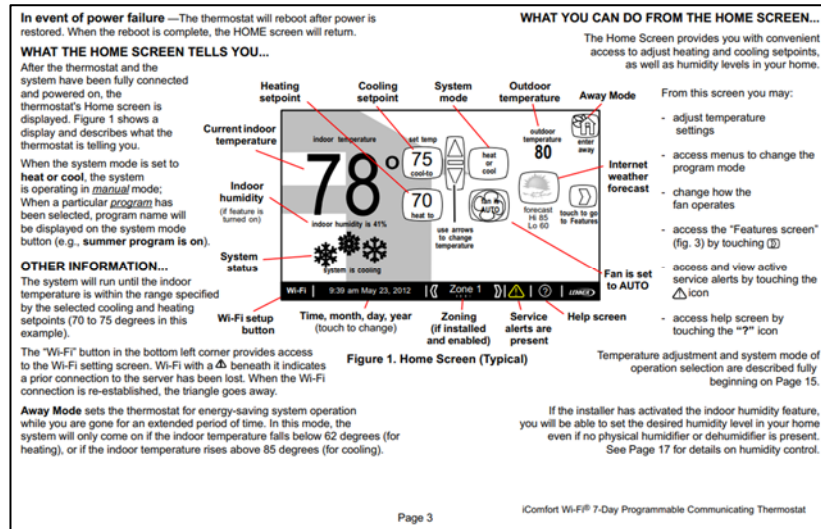 In event of power failure —The thermostat will reboot after power is
restored. When the reboot is complete, the HOME screen will return.
WHAT THE HOME SCREEN TELLS YOU...
After the thermostat and the
system have been fully connected
and powered on, the
thermostat's Home screen is
displayed. Figure 1 shows a
display and describes what the
thermostat is telling you.
When the system mode is set to
heat or cool, the system
is operating in manual mode;
When a particular program has
been selected, program name will
be displayed on the system mode
button (e.g., summer program is on).
OTHER INFORMATION...
The system will run until the indoor
temperature is within the range specified
by the selected cooling and heating
setpoints (70 to 75 degrees in this
example).
The "Wi-Fi" button in the bottom left corner provides access
to the Wi-Fi setting screen. Wi-Fi with a ⚠ beneath it indicates
a prior connection to the server has been lost. When the Wi-Fi
connection is re-established, the triangle goes away.
Away Mode sets the thermostat for energy-saving system operation
while you are gone for an extended period of time. In this mode, the
system will only come on if the indoor temperature falls below 62 degrees (for
heating), or if the indoor temperature rises above 85 degrees (for cooling).
Heating
setpoint
Cooling
setpoint
System
mode
Outdoor
temperature
Away Mode
Current indoor
temperature
Indoor
humidity
(if feature is
turned on)
System
status
Wi-Fi setup
button
Time, month, day, year
(touch to change)
Zoning
(if installed
and enabled)
Service
alerts are
present
Help screen
Fan is set
to AUTO
Internet
weather
forecast
indoor temperature
78°
indoor humidity is 41%
system is cooling
set temp
75
cool-to
70
heat to
use arrows
to change
temperature
heat
or
cool
fan is
AUTO
outdoor
temperature
80
enter
away
forecast
Hi 85
Lo 60
touch to go
to Features
Wi-Fi | 9:39 am May 23, 2012 | Zone 1 | ? | LENNOX
Figure 1. Home Screen (Typical)
WHAT YOU CAN DO FROM THE HOME SCREEN...
The Home Screen provides you with convenient
access to adjust heating and cooling setpoints,
as well as humidity levels in your home.
From this screen you may:
- adjust temperature
settings
- access menus to change the
program mode
- change how the
fan operates
- access the "Features screen"
(fig. 3) by touching
- access and view active
service alerts by touching the
⚠ icon
- access help screen by
touching the "?" icon
Temperature adjustment and system mode of
operation selection are described fully
beginning on Page 15.
If the installer has activated the indoor humidity feature,
you will be able to set the desired humidity level in your home
even if no physical humidifier or dehumidifier is present.
See Page 17 for details on humidity control.
Page 3
iComfort Wi-Fi® 7-Day Programmable Communicating Thermostat